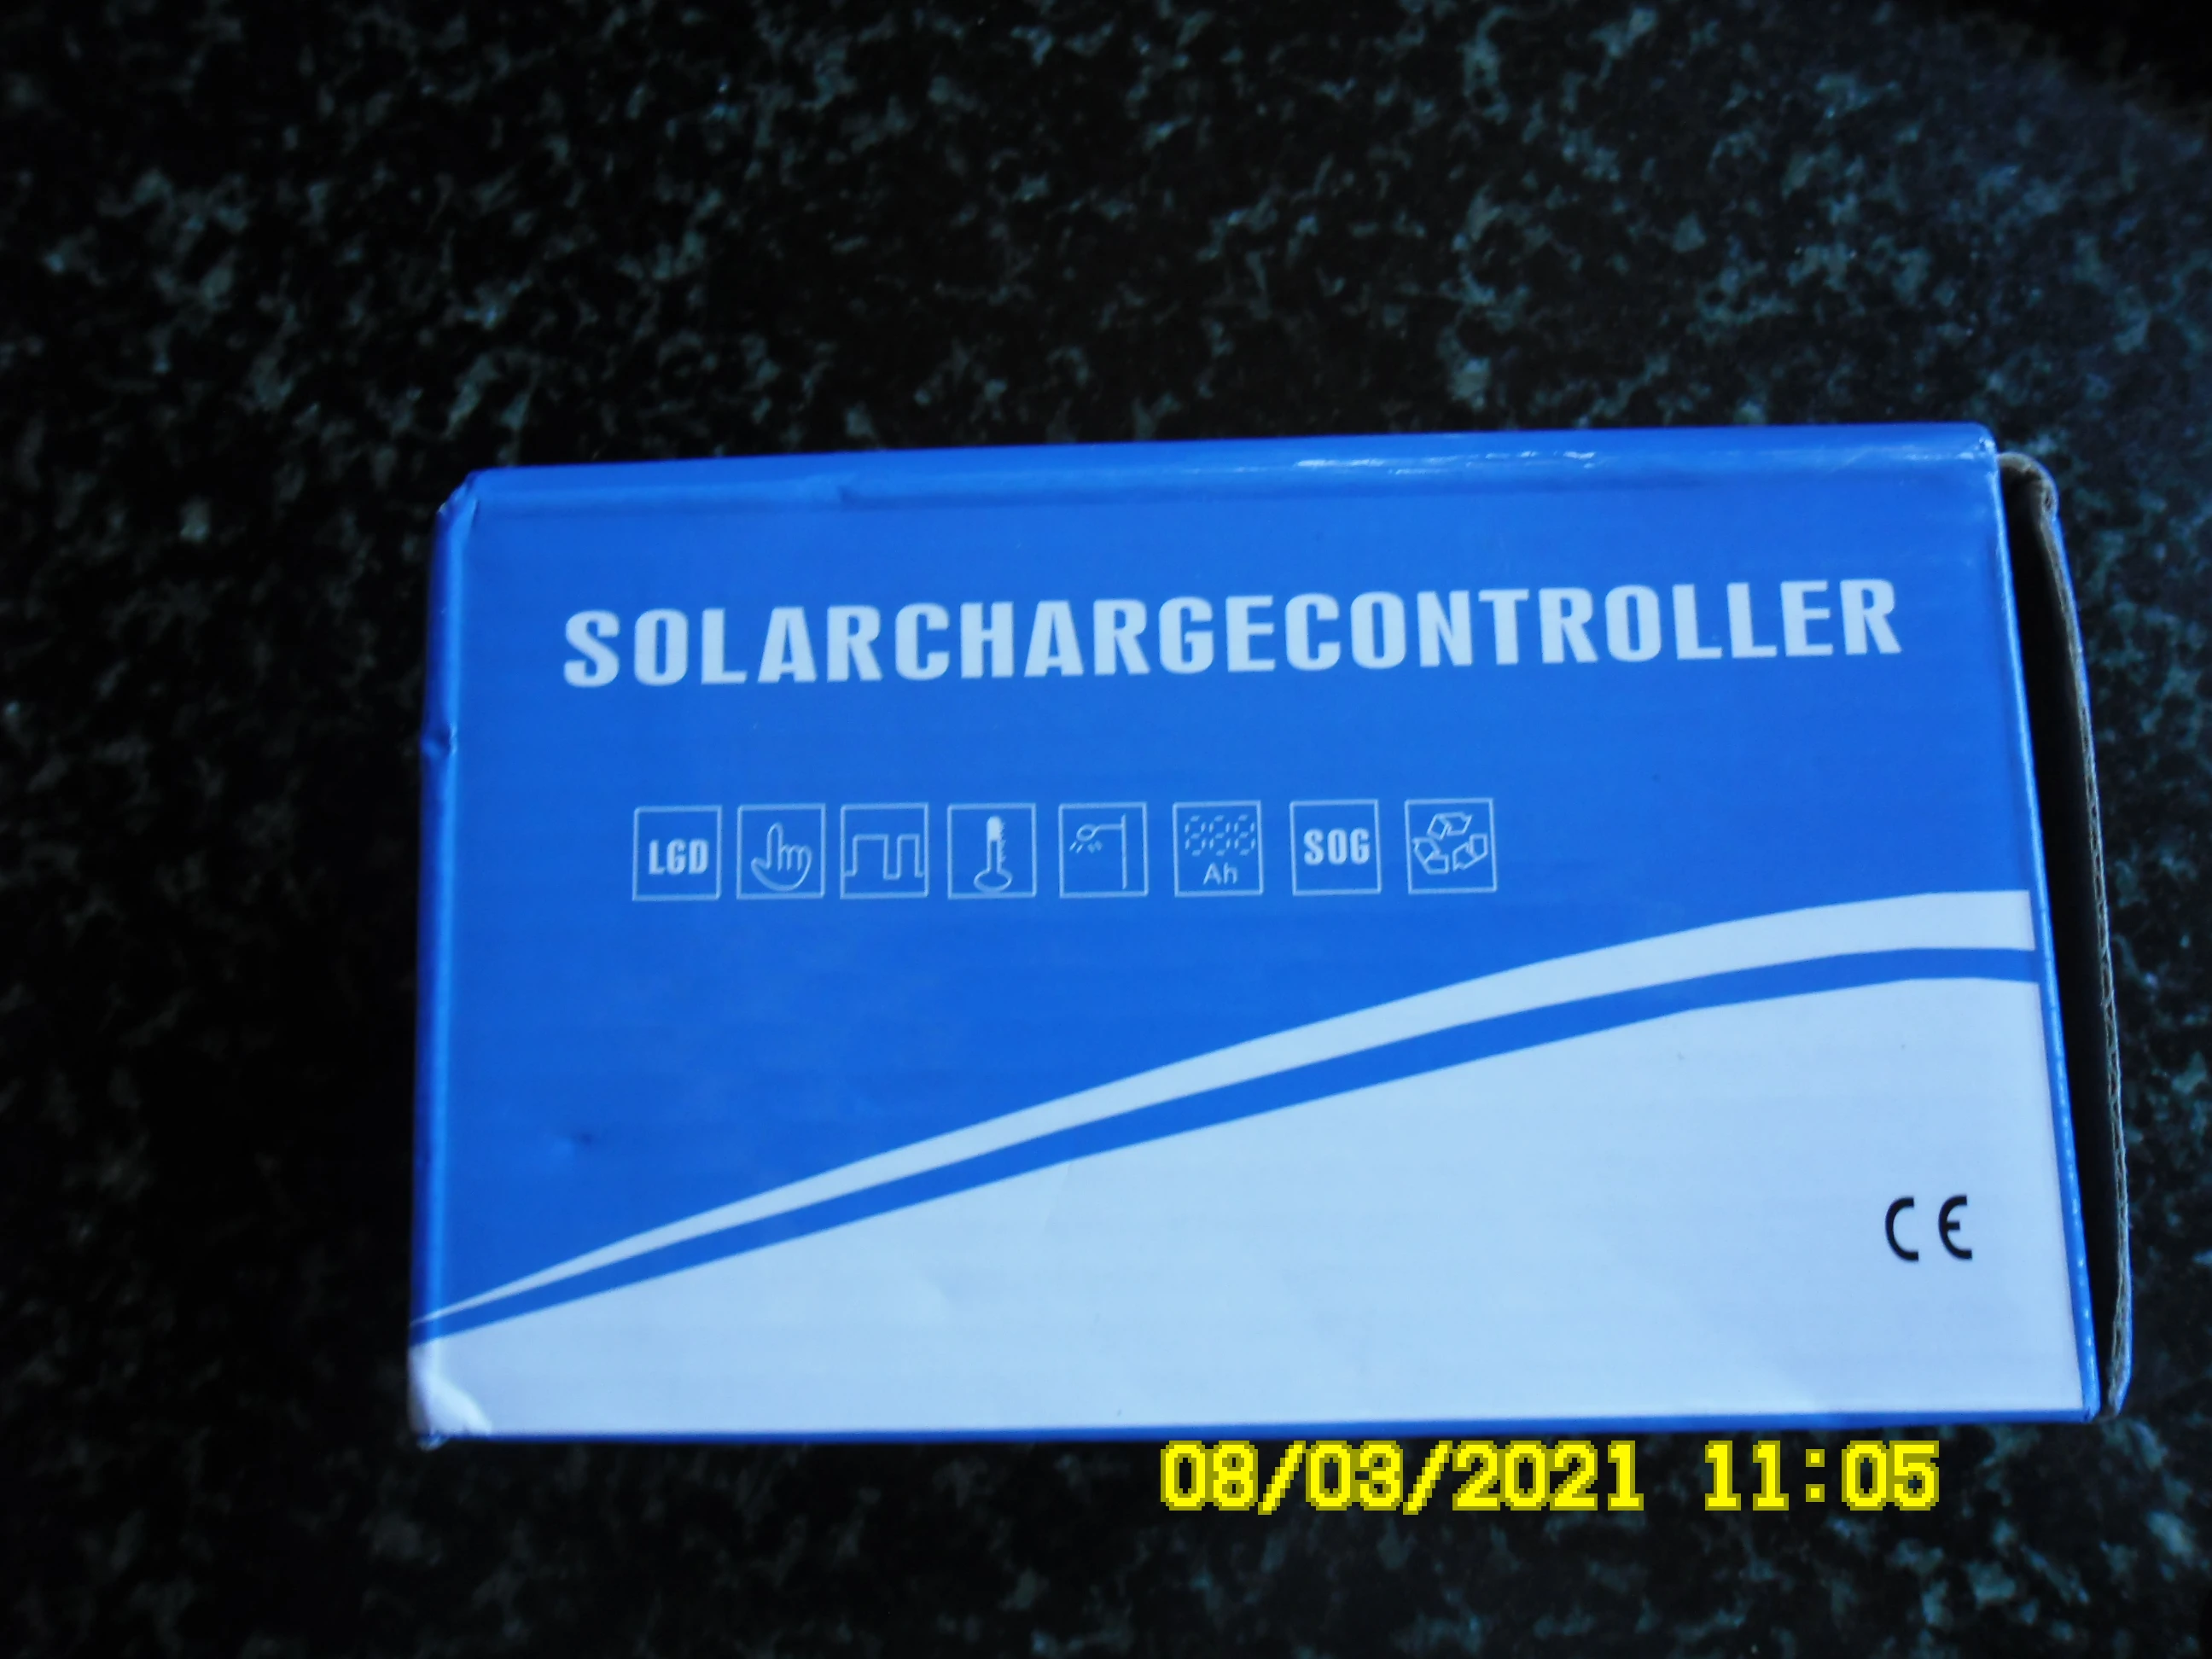 SOLARCHARGECONTROLLER
LGD
Ah
SOG
CE
08/03/2021 11:05